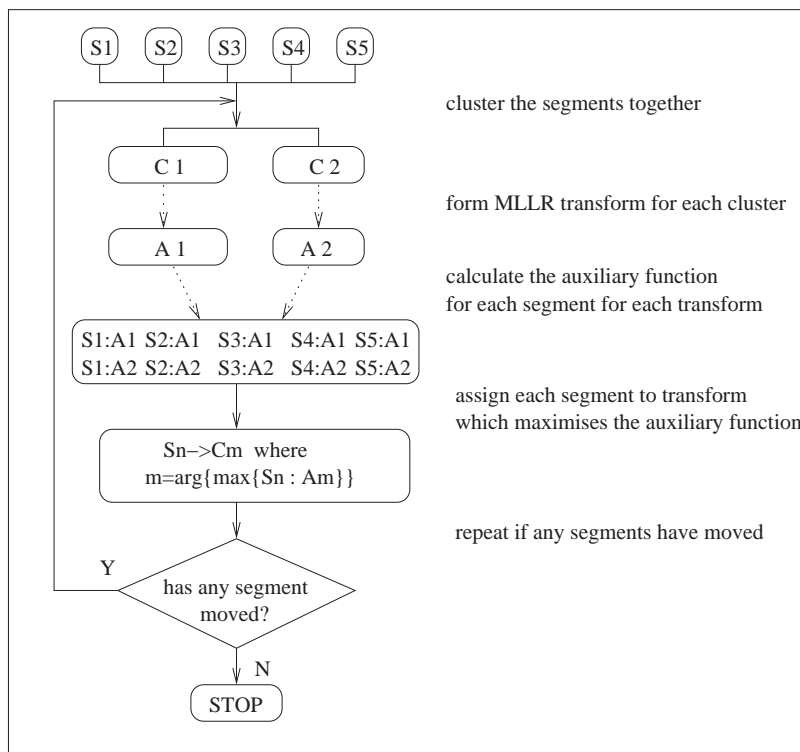 S1 S2 S3 S4 S5
cluster the segments together
C 1 C 2
form MLLR transform for each cluster
A 1 A 2
calculate the auxiliary function
for each segment for each transform
S1:A1 S2:A1 S3:A1 S4:A1 S5:A1
S1:A2 S2:A2 S3:A2 S4:A2 S5:A2
assign each segment to transform
which maximises the auxiliary function
Sn−>Cm where
m=arg{max{Sn : Am}}
repeat if any segments have moved
Y
has any segment
moved?
N
STOP